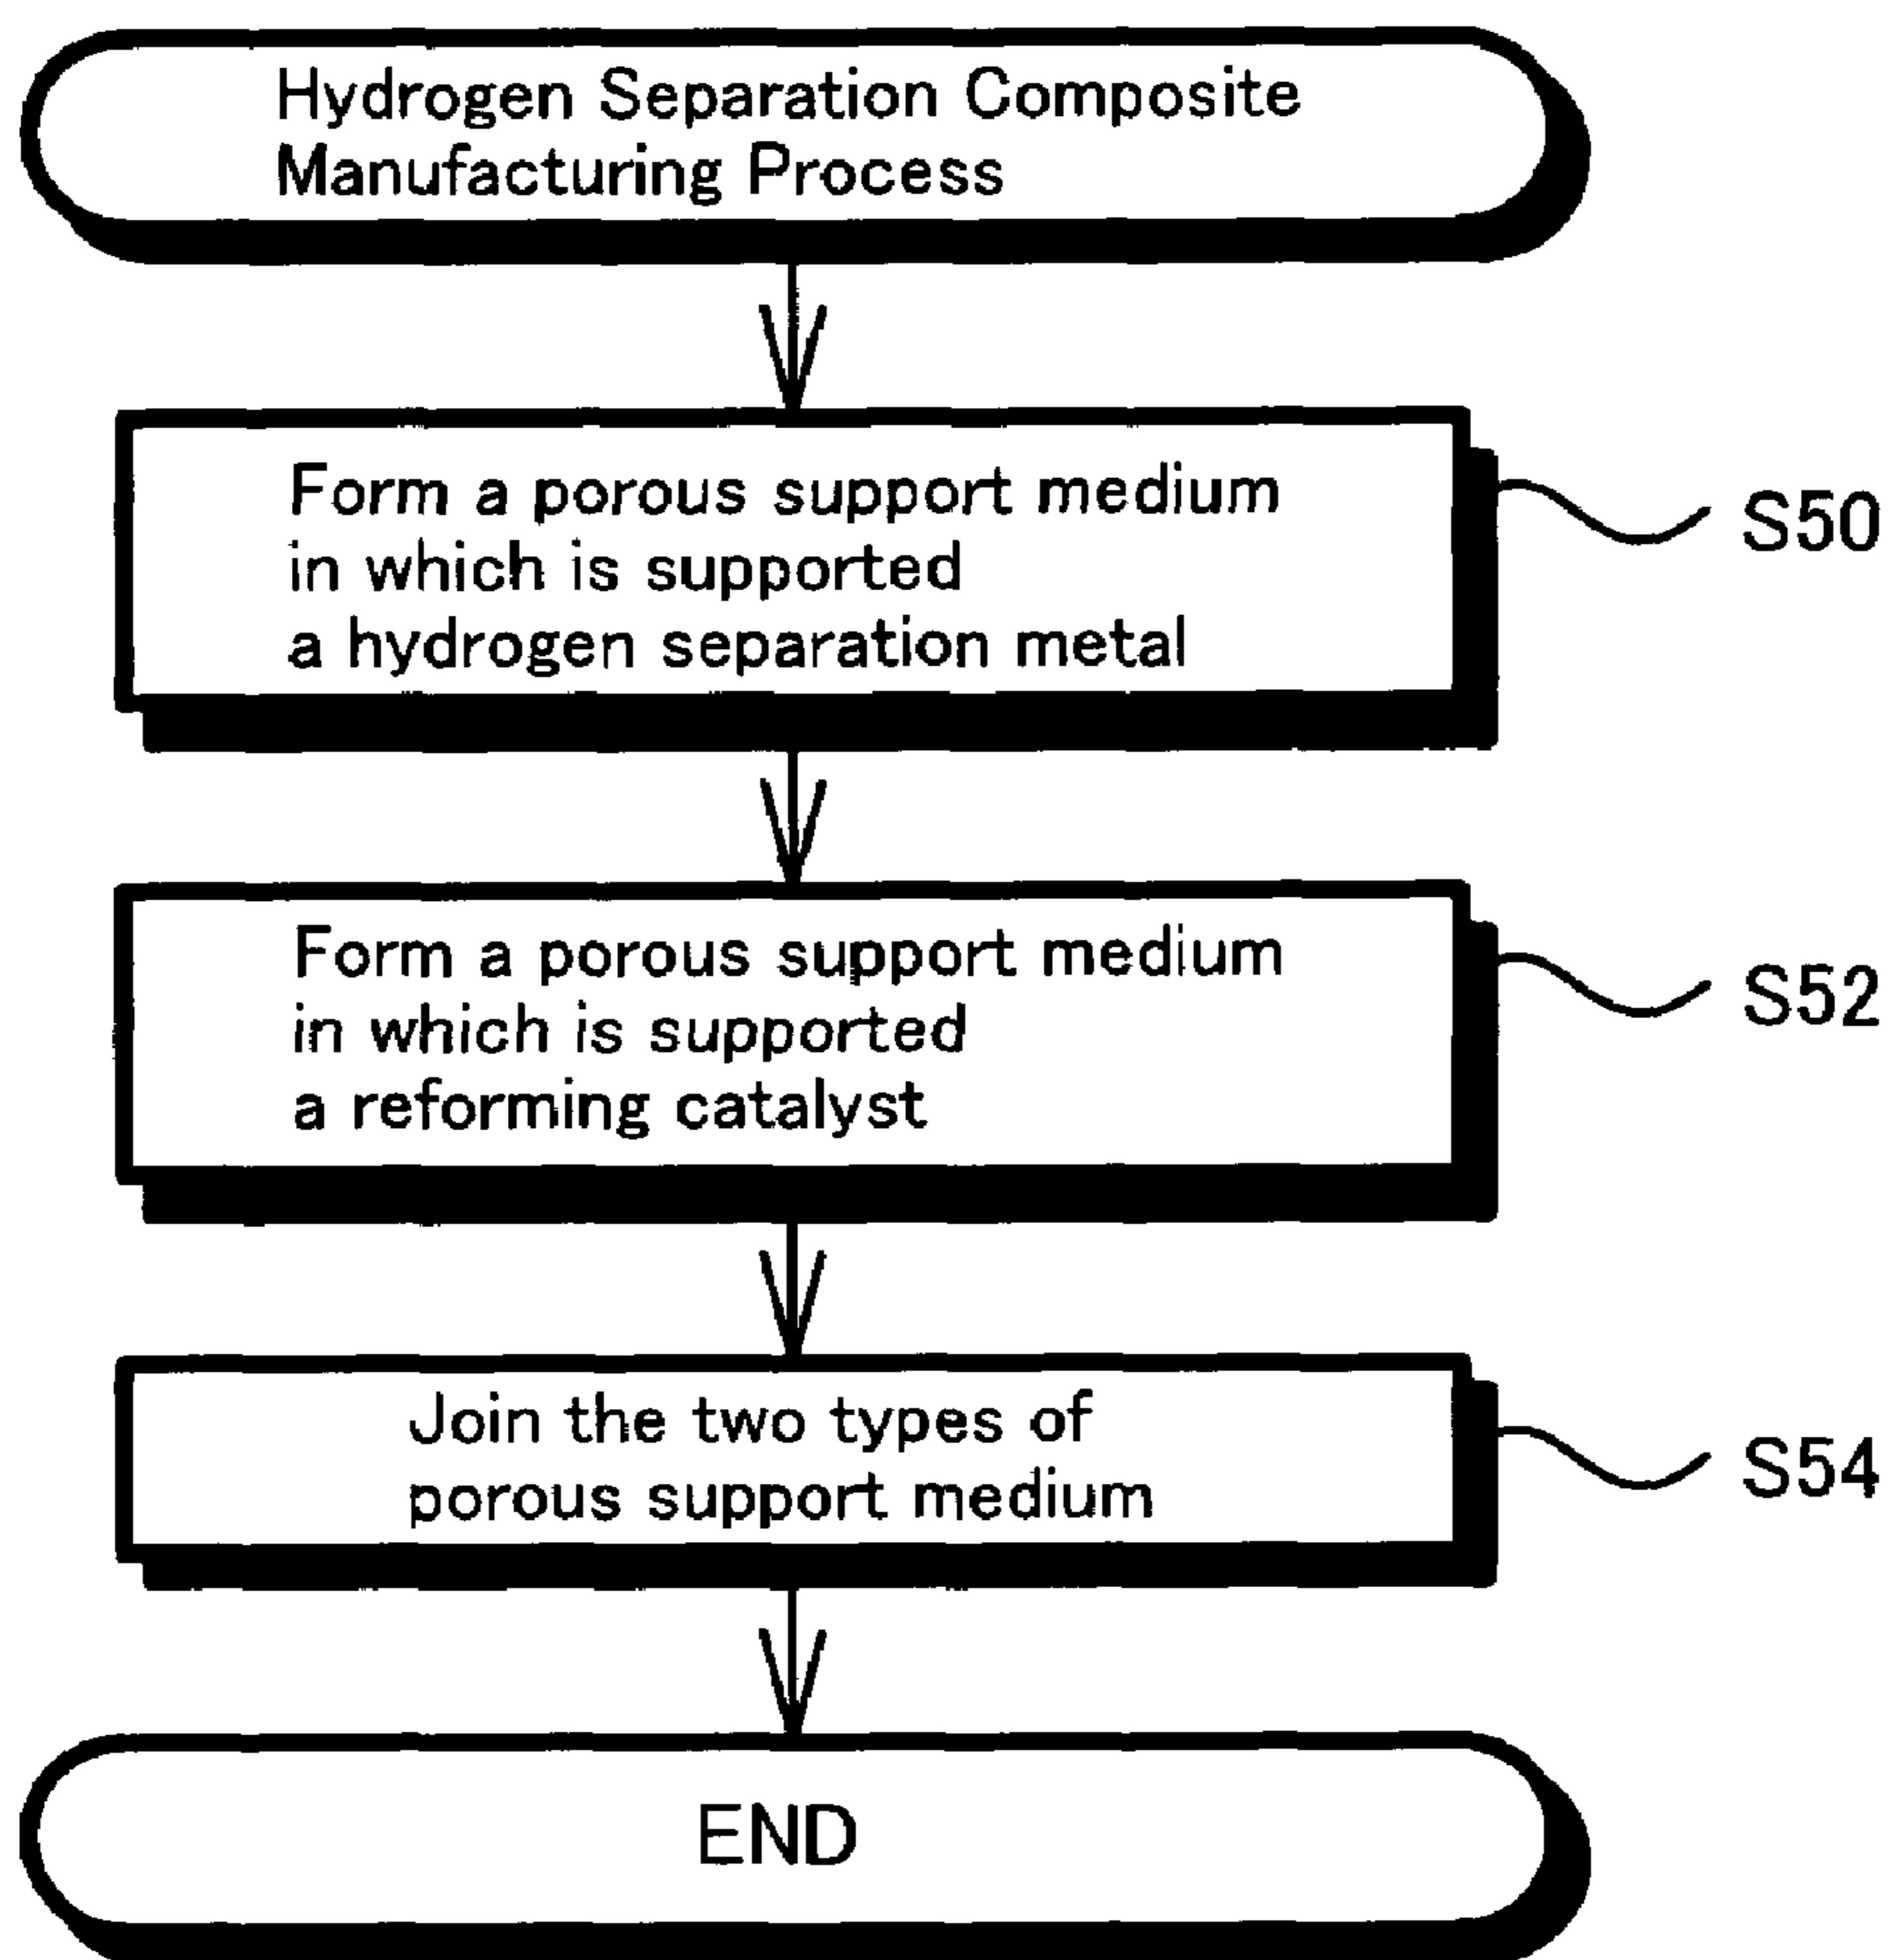 Hydrogen Separation Composite
Manufacturing Process
Form a porous support medium
in which is supported
a hydrogen separation metal
S50
Form a porous support medium
in which is supported
a reforming catalyst
S52
Join the two types of
porous support medium
S54
END